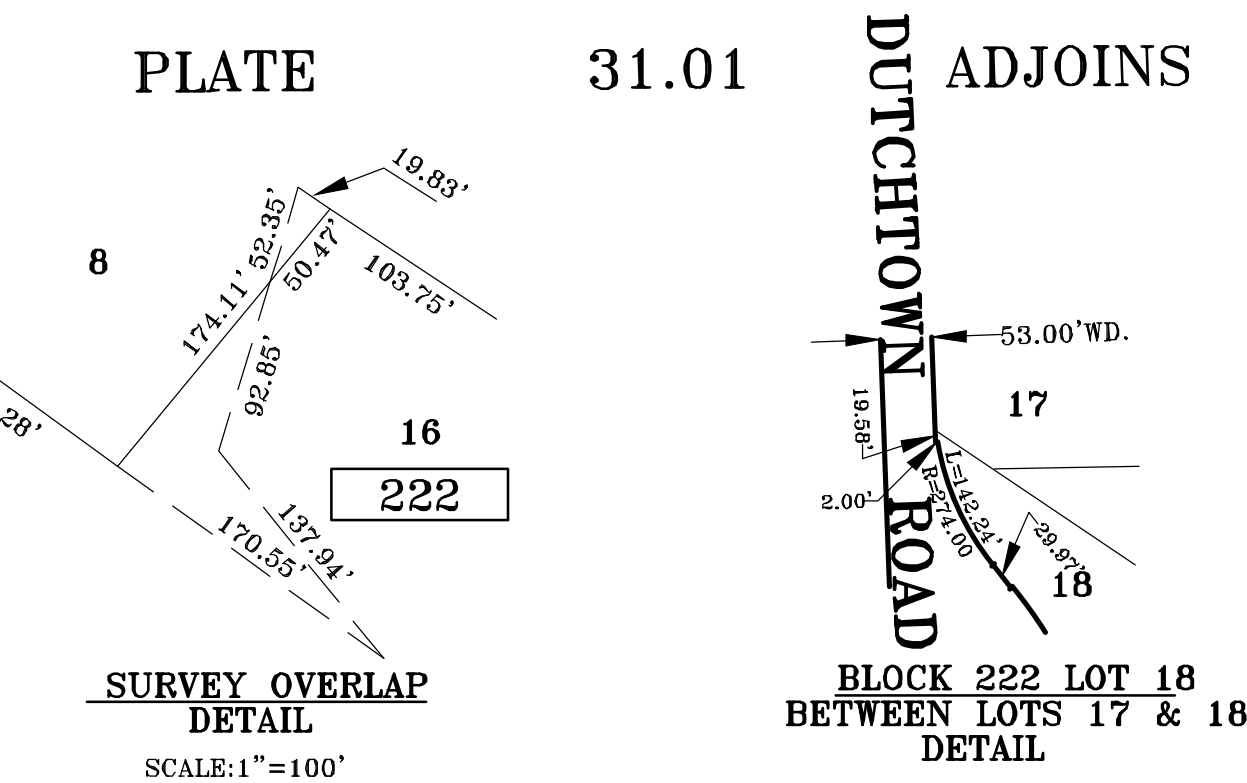 PLATE 31.01 ADJOINS
19.83'
52.35'
50.47'
103.75'
8
174.11'
92.85'
28'
16
222
137.94'
170.55'
SURVEY OVERLAP
DETAIL
SCALE:1"=100'
DUTCHTOWN ROAD
53.00'WD.
17
19.58'
2.00'
L=142.24'
R=274.00
29.97'
18
BLOCK 222 LOT 18
BETWEEN LOTS 17 & 18
DETAIL